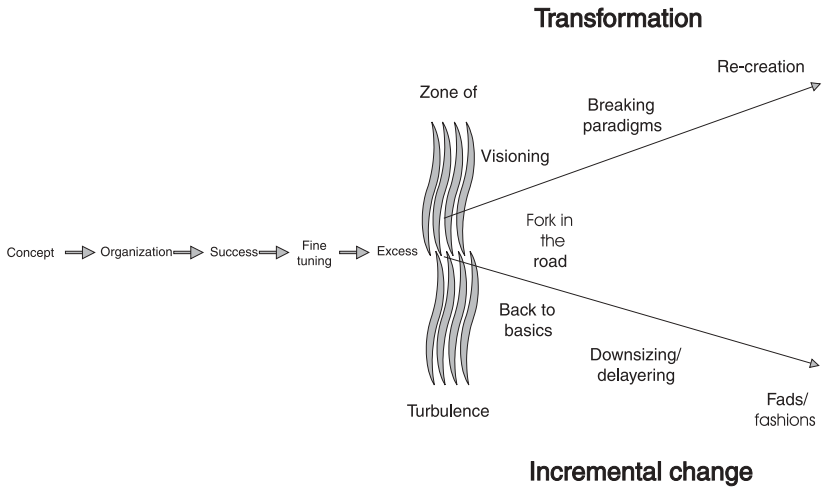 Transformation
Re-creation
Zone of
Breaking
paradigms
Visioning
Fork in
the
road
Concept
Organization
Success
Fine
tuning
Excess
Back to
basics
Downsizing/
delayering
Fads/
fashions
Turbulence
Incremental change